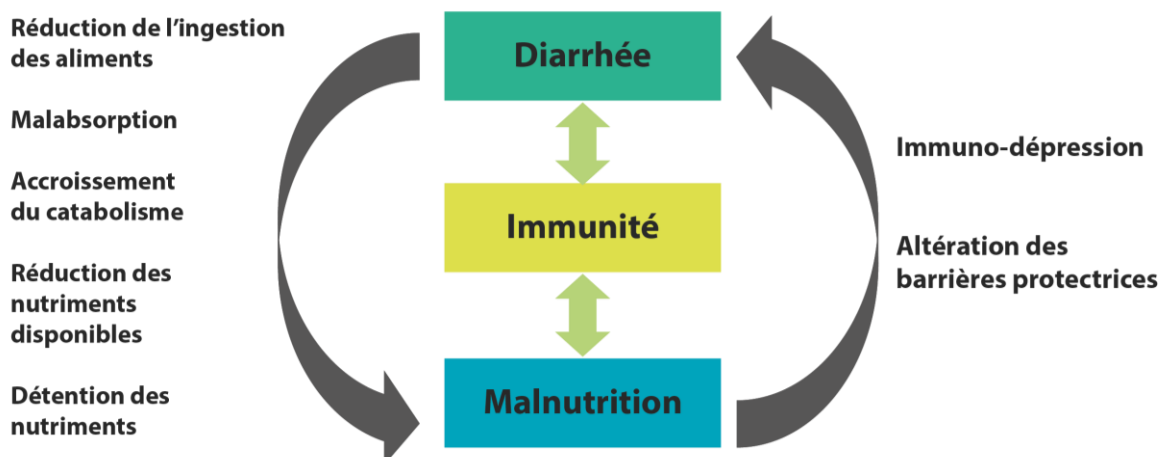 Réduction de l'ingestion
des aliments
Malabsorption
Accroissement
du catabolisme
Réduction des
nutriments
disponibles
Détention des
nutriments
Diarrhée
Immunité
Malnutrition
Immuno-dépression
Altération des
barrières protectrices